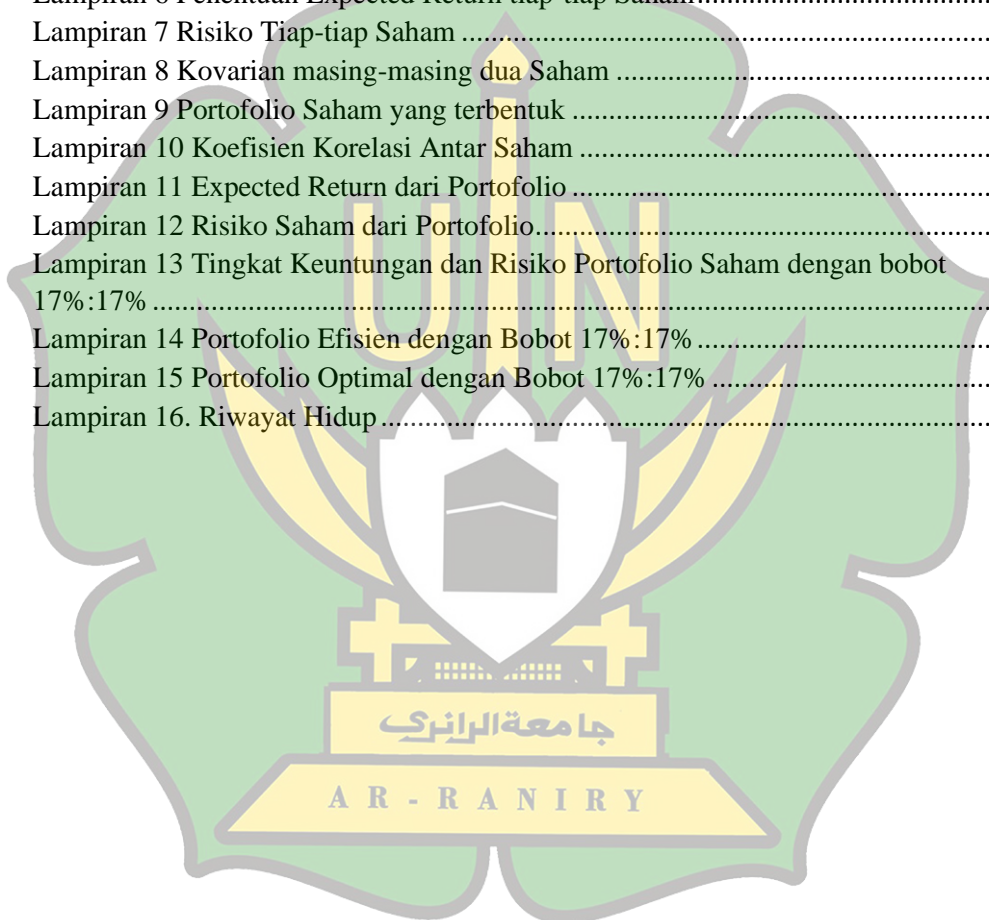 Lampiran 6 Penentuan Expected Return tiap-tiap Saham................................................
Lampiran 7 Risiko Tiap-tiap Saham ................................................
Lampiran 8 Kovarian masing-masing dua Saham ................................................
Lampiran 9 Portofolio Saham yang terbentuk ................................................
Lampiran 10 Koefisien Korelasi Antar Saham ................................................
Lampiran 11 Expected Return dari Portofolio ................................................
Lampiran 12 Risiko Saham dari Portofolio................................................
Lampiran 13 Tingkat Keuntungan dan Risiko Portofolio Saham dengan bobot
17%:17% ................................................
Lampiran 14 Portofolio Efisien dengan Bobot 17%:17% ................................................
Lampiran 15 Portofolio Optimal dengan Bobot 17%:17% ................................................
Lampiran 16. Riwayat Hidup ................................................
UIN
جامعة الرانري
AR-RANIRY